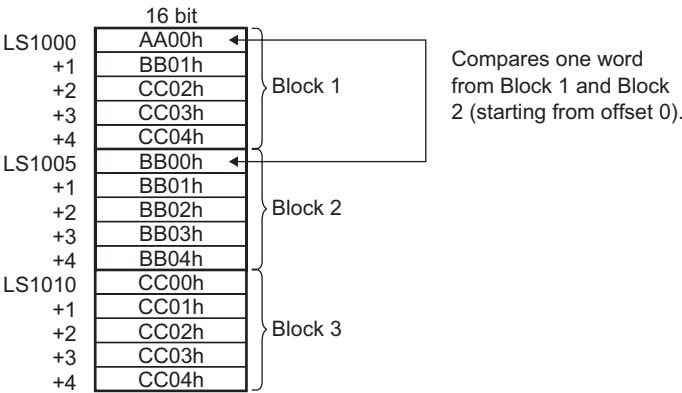 16 bit
LS1000 AA00h
+1 BB01h
+2 CC02h
+3 CC03h
+4 CC04h
Block 1
LS1005 BB00h
+1 BB01h
+2 BB02h
+3 BB03h
+4 BB04h
Block 2
LS1010 CC00h
+1 CC01h
+2 CC02h
+3 CC03h
+4 CC04h
Block 3
Compares one word
from Block 1 and Block
2 (starting from offset 0).